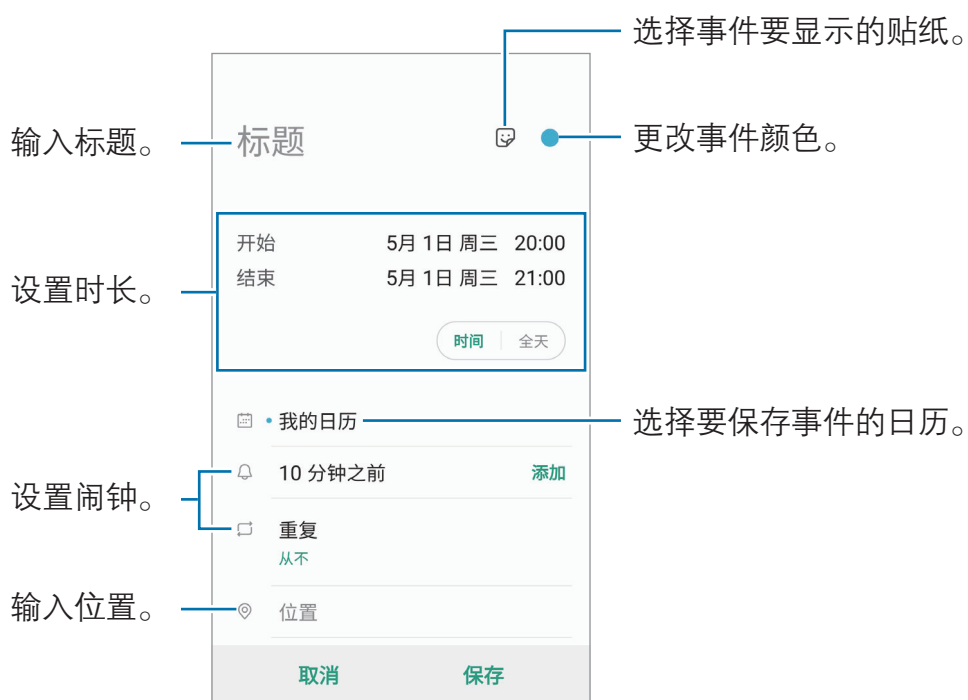 选择事件要显示的贴纸。
输入标题。
标题
更改事件颜色。
开始 5月 1日 周三 20:00
设置时长。
结束 5月 1日 周三 21:00
时间 全天
我的日历
选择要保存事件的日历。
10 分钟之前 添加
设置闹钟。
重复
从不
输入位置。
位置
取消 保存